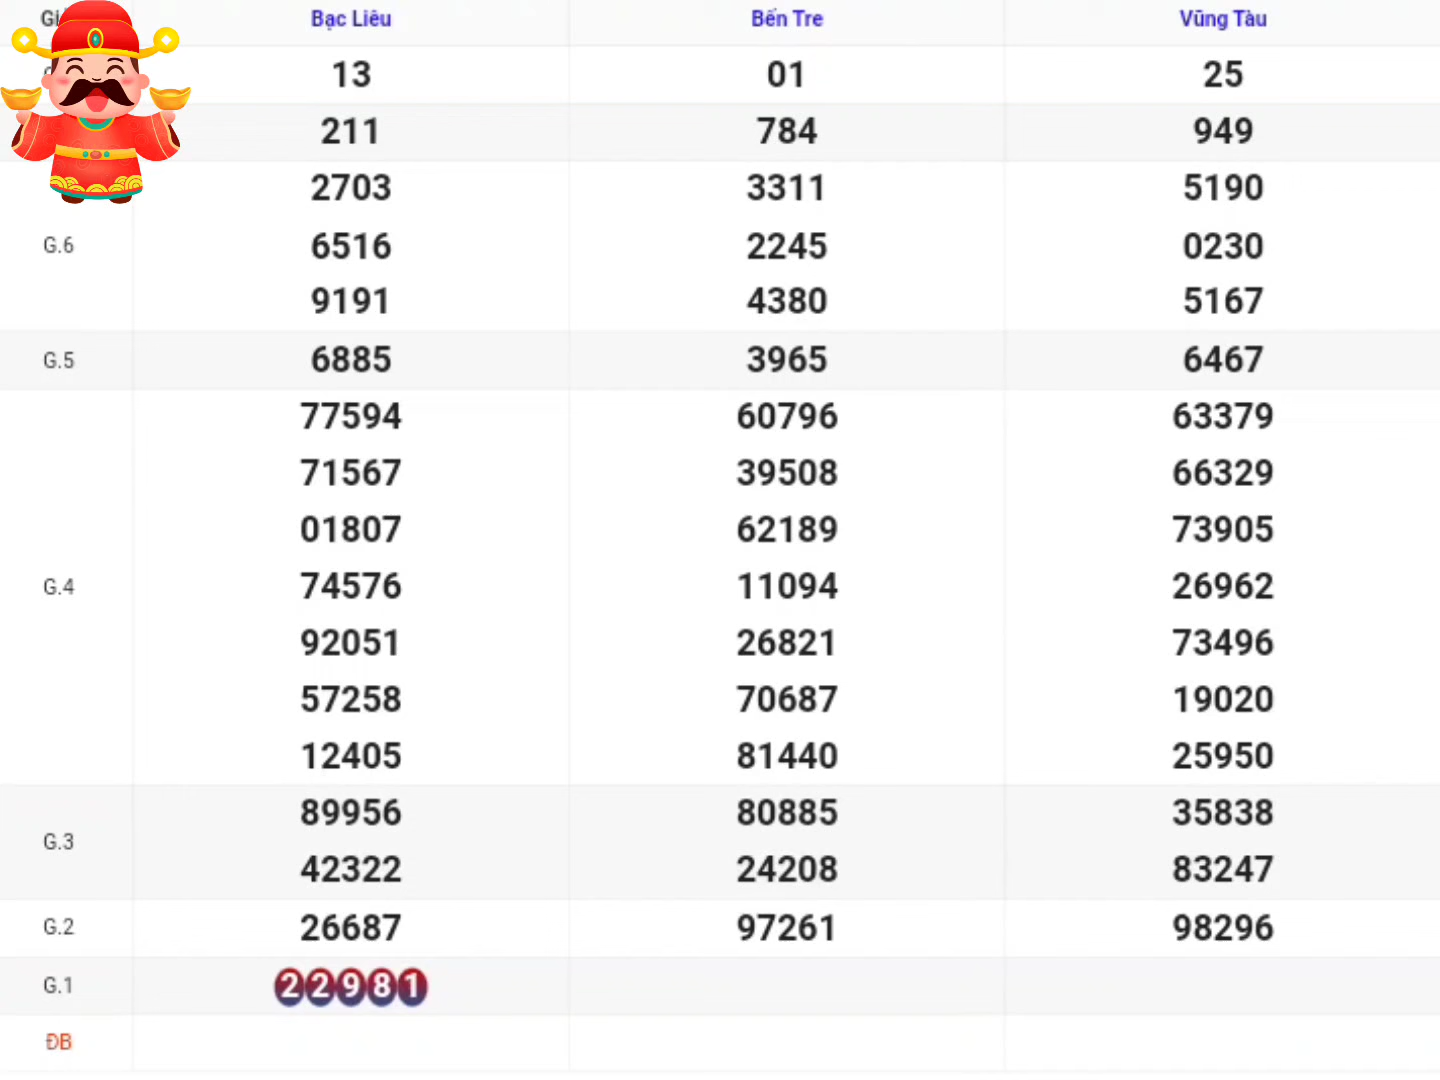 Bạc Liêu Bến Tre Vũng Tàu
13 01 25
211 784 949
2703 3311 5190
G.6 6516 2245 0230
9191 4380 5167
G.5 6885 3965 6467
77594 60796 63379
71567 39508 66329
01807 62189 73905
G.4 74576 11094 26962
92051 26821 73496
57258 70687 19020
12405 81440 25950
89956 80885 35838
G.3
42322 24208 83247
G.2 26687 97261 98296
G.1 22981
ĐB